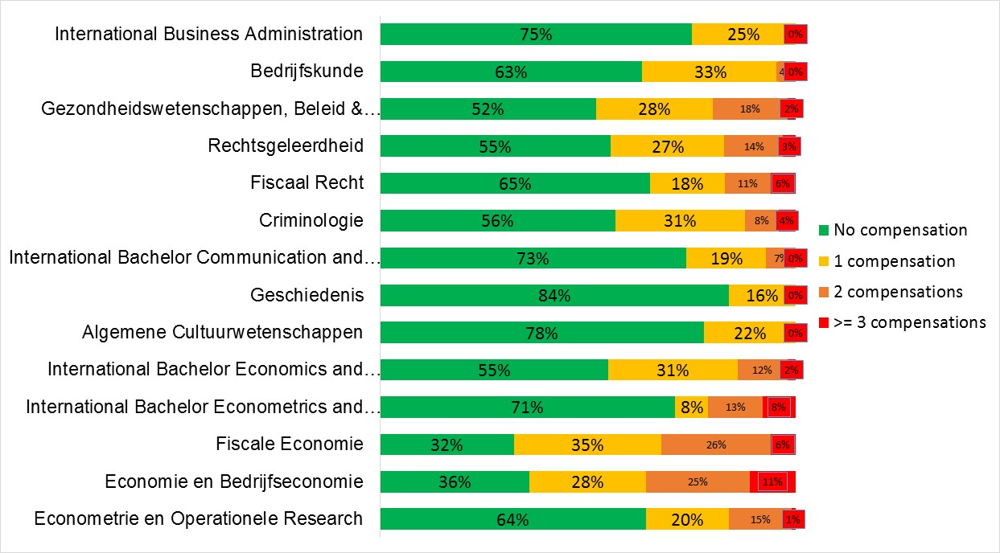 International Business Administration 75% 25% 0%
Bedrijfskunde 63% 33% 0%
Gezondheidswetenschappen, Beleid &... 52% 28% 18% 2%
Rechtsgeleerdheid 55% 27% 14% 3%
Fiscaal Recht 65% 18% 11% 6%
Criminologie 56% 31% 8% 4%
International Bachelor Communication and... 73% 19% 7% 0%
Geschiedenis 84% 16% 0%
Algemene Cultuurwetenschappen 78% 22% 0%
International Bachelor Economics and... 55% 31% 12% 2%
International Bachelor Econometrics and... 71% 8% 13% 8%
Fiscale Economie 32% 35% 26% 6%
Economie en Bedrijfseconomie 36% 28% 25% 11%
Econometrie en Operationele Research 64% 20% 15% 1%
No compensation
1 compensation
2 compensations
>= 3 compensations